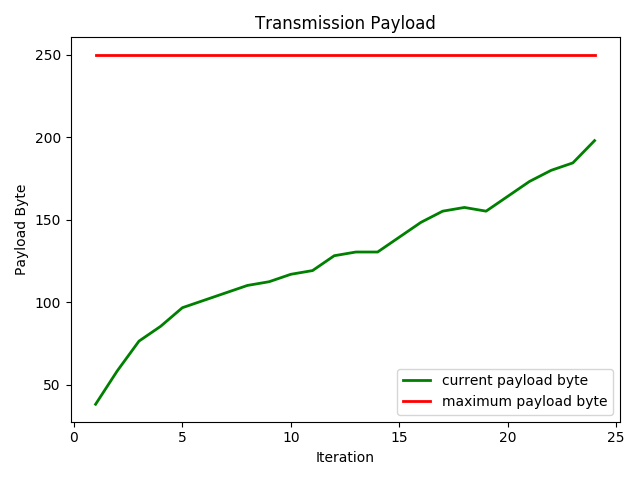 Transmission Payload
250
200
150
100
50
Payload Byte
current payload byte
maximum payload byte
0 5 10 15 20 25
Iteration